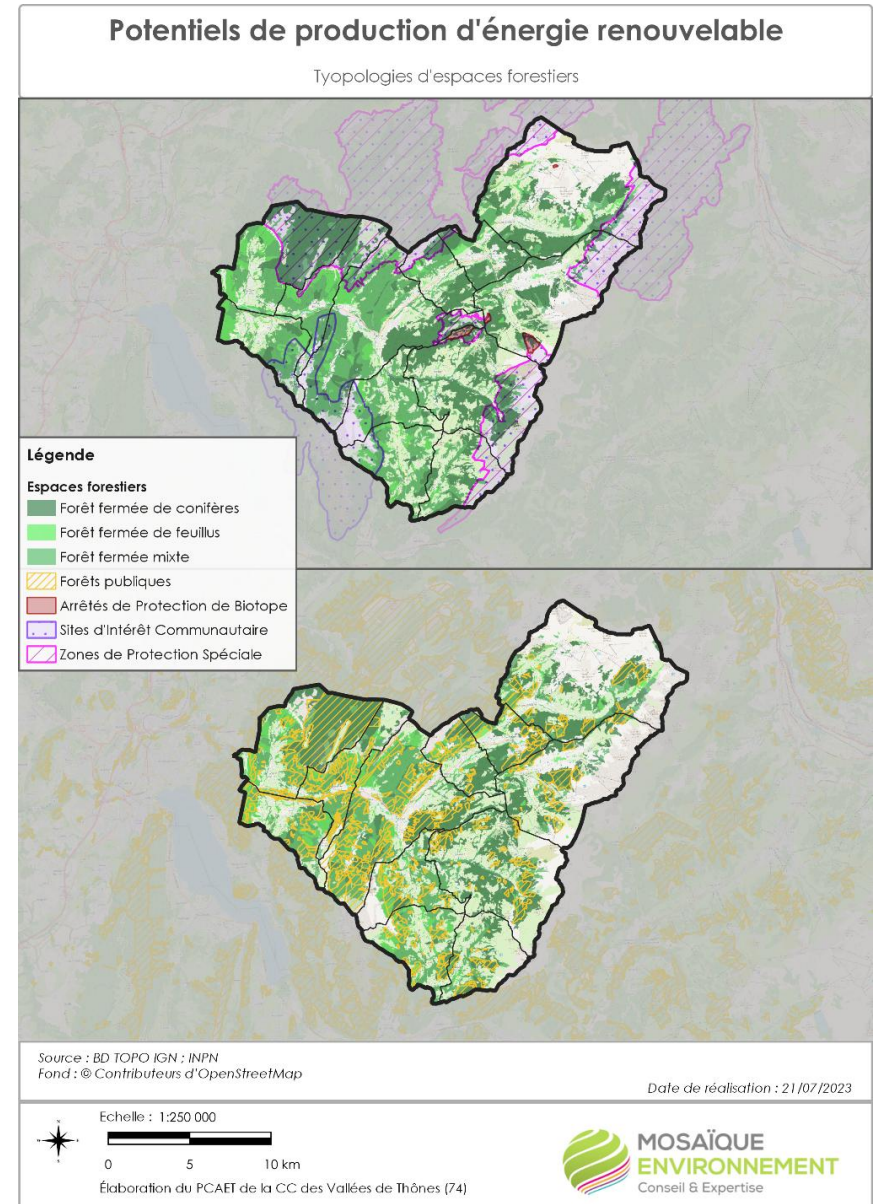 Potentiels de production d'énergie renouvelable
Tyopologies d'espaces forestiers
Légende
Espaces forestiers
Forêt fermée de conifères
Forêt fermée de feuillus
Forêt fermée mixte
Forêts publiques
Arrêtés de Protection de Biotope
Sites d'Intérêt Communautaire
Zones de Protection Spéciale
Source : BD TOPO IGN ; INPN
Fond : © Contributeurs d'OpenStreetMap
Date de réalisation : 21/07/2023
Echelle : 1:250 000
0 5 10 km
Élaboration du PCAET de la CC des Vallées de Thônes (74)
MOSAÏQUE
ENVIRONNEMENT
Conseil & Expertise